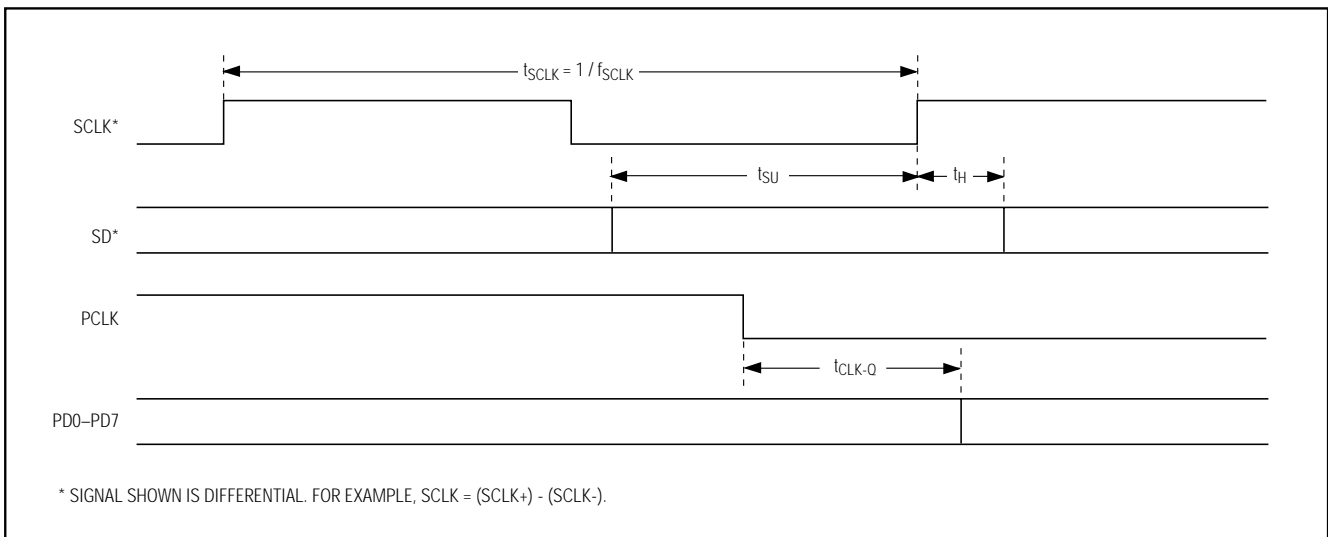 tSCLK = 1 / fSCLK
SCLK*
tSU
tH
SD*
PCLK
tCLK-Q
PD0–PD7
* SIGNAL SHOWN IS DIFFERENTIAL. FOR EXAMPLE, SCLK = (SCLK+) - (SCLK-).